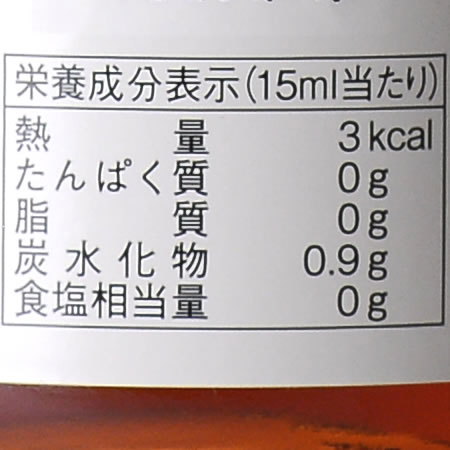 栄養成分表示(15ml当たり)
熱量 3kcal
たんぱく質 0g
脂質 0g
炭水化物 0.9g
食塩相当量 0g